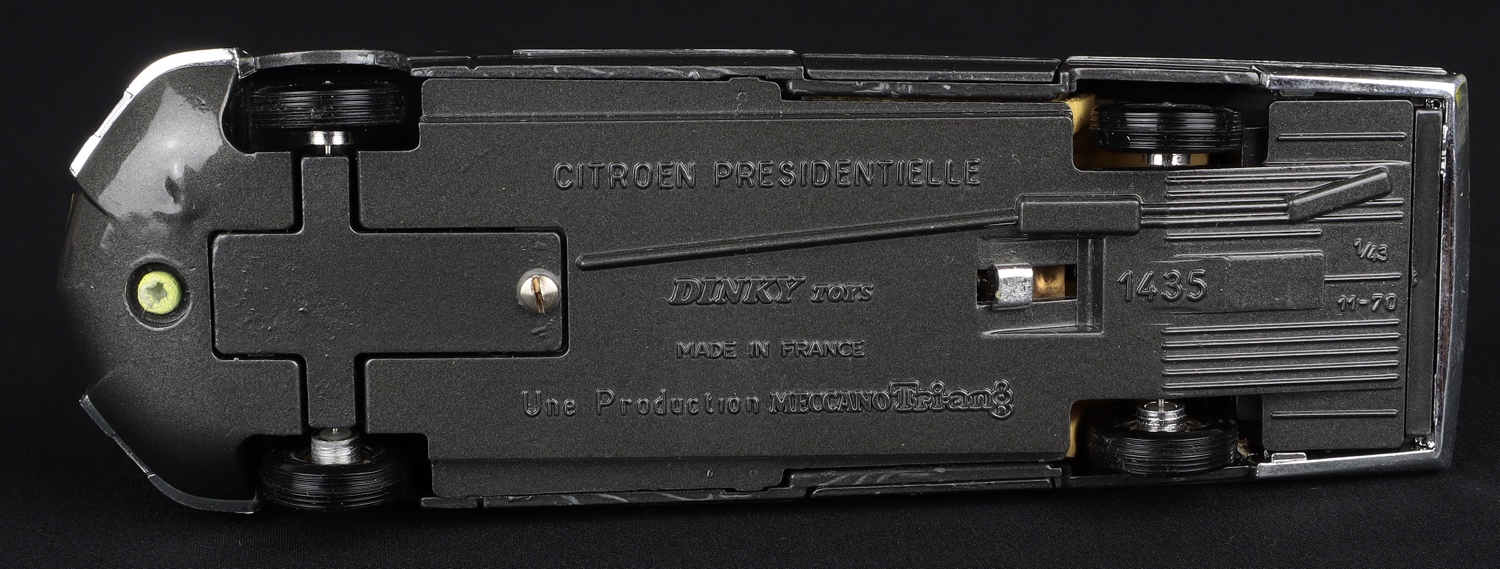 CITROEN PRESIDENTIELLE
DINKY TOYS
MADE IN FRANCE
Une Production MECCANO Tri-ang
1435
1/43
11-70